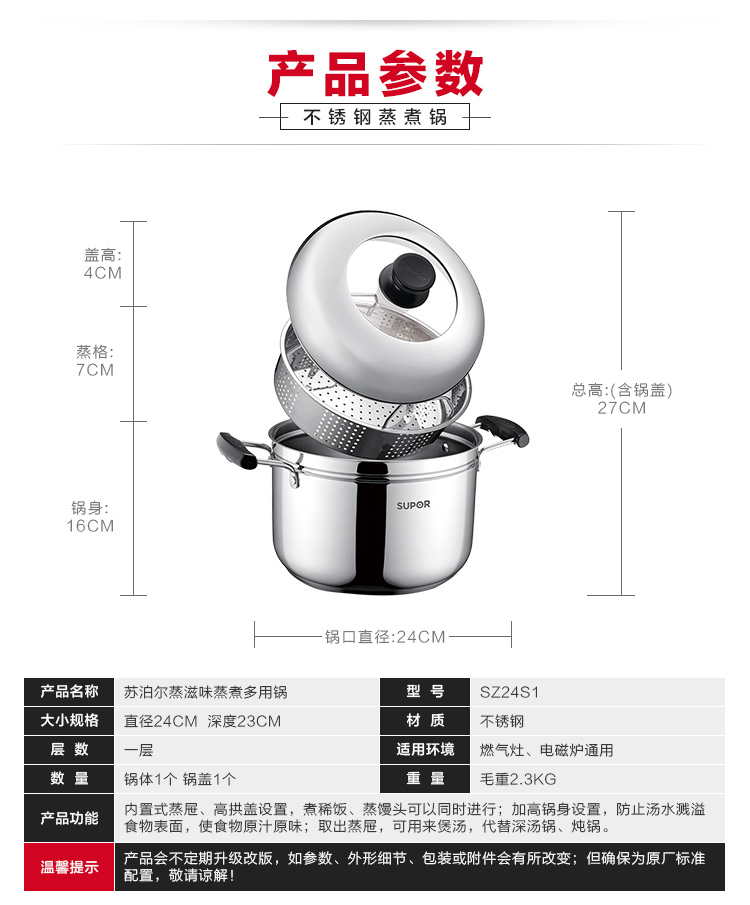 产品参数
不锈钢蒸煮锅
盖高:
4CM
蒸格:
7CM
锅身:
16CM
总高:(含锅盖)
27CM
SUPOR
锅口直径:24CM
产品名称 苏泊尔蒸滋味蒸煮多用锅 型 号 SZ24S1
大小规格 直径24CM 深度23CM 材 质 不锈钢
层 数 一层 适用环境 燃气灶、电磁炉通用
数 量 锅体1个 锅盖1个 重 量 毛重2.3KG
产品功能 内置式蒸屉、高拱盖设置，煮稀饭、蒸馒头可以同时进行；加高锅身设置，防止汤水溅溢
食物表面，使食物原汁原味；取出蒸屉，可用来煲汤，代替深汤锅、炖锅。
温馨提示 产品会不定期升级改版，如参数、外形细节、包装或附件会有所改变；但确保为原厂标准
配置，敬请谅解！